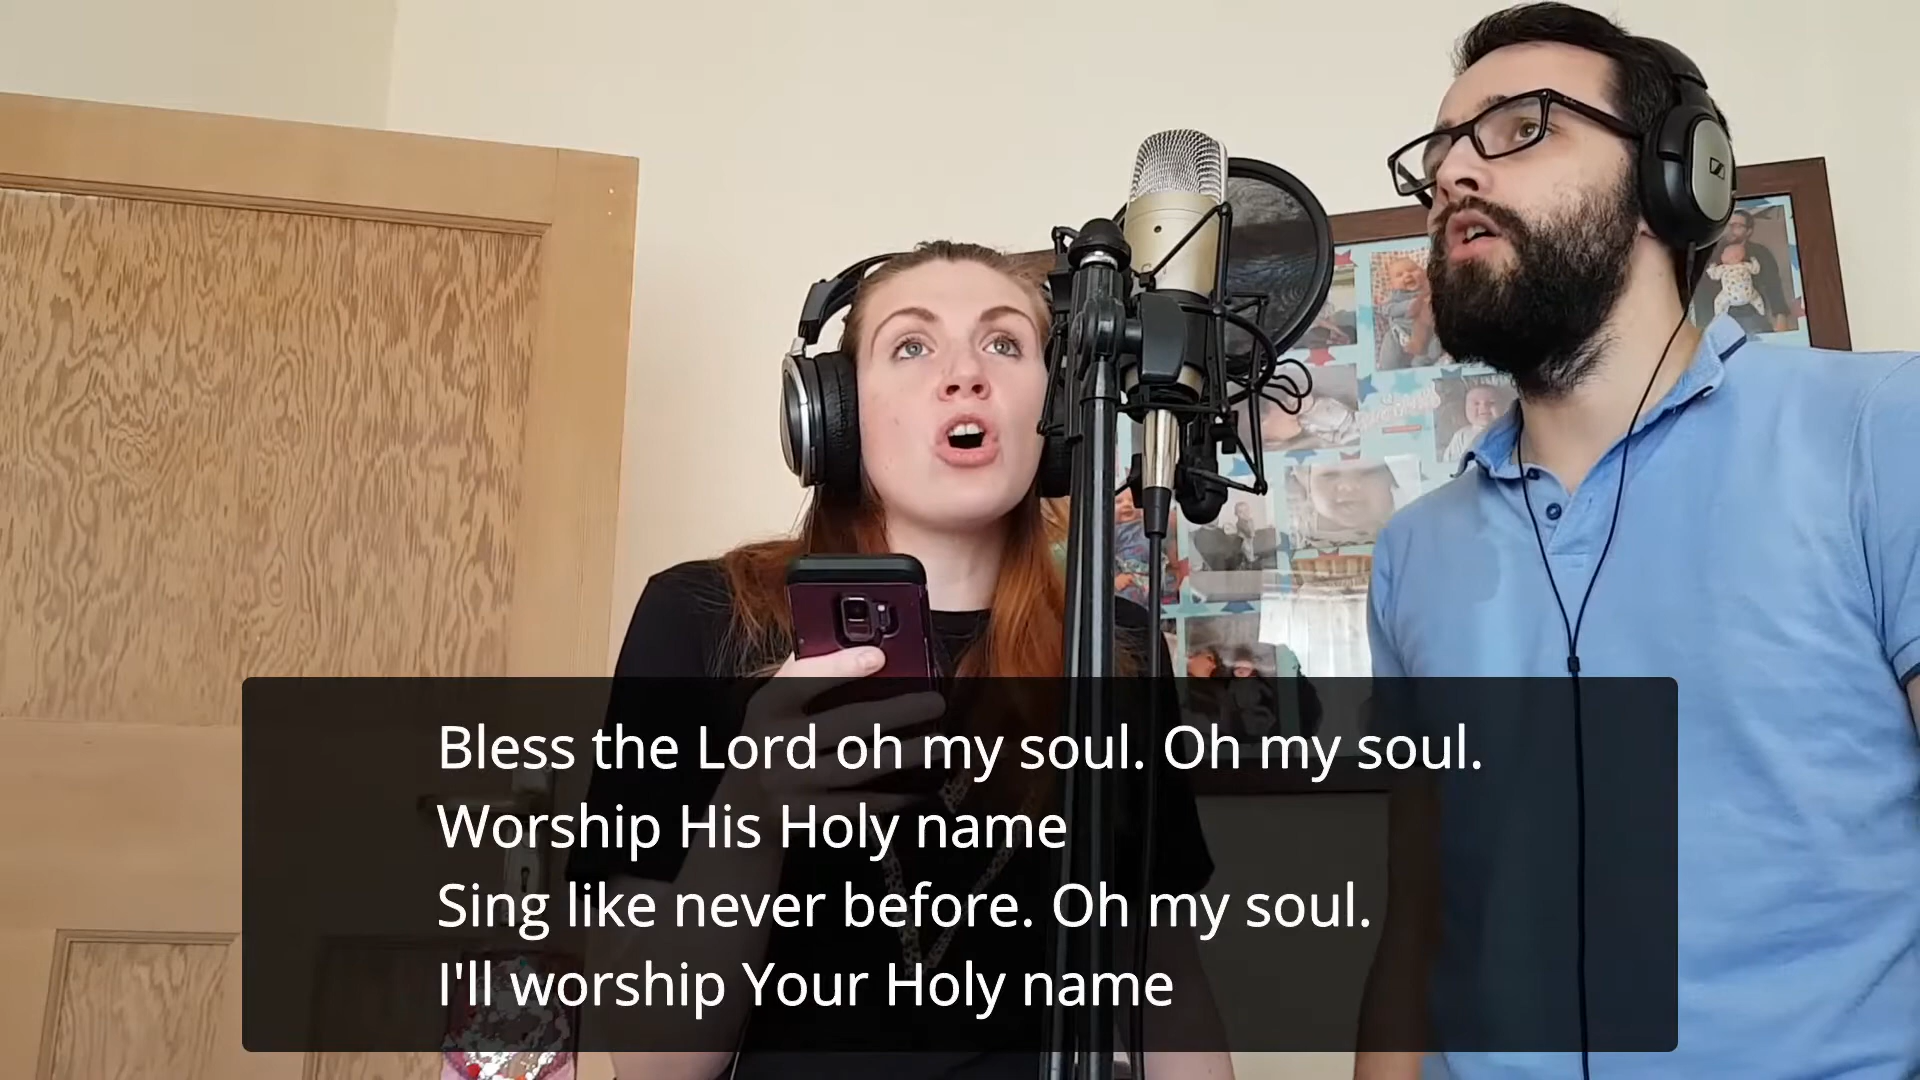 Bless the Lord oh my soul. Oh my soul.
Worship His Holy name
Sing like never before. Oh my soul.
I'll worship Your Holy name